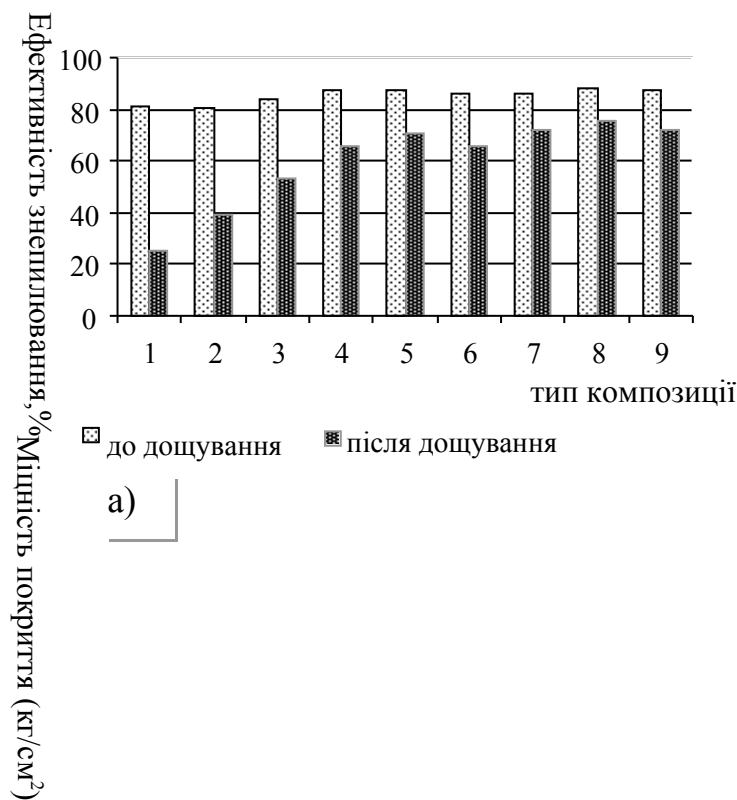 Ефективність знепилювання,%
Міцність покриття (кг/см²)
100
80
60
40
20
0
1 2 3 4 5 6 7 8 9
тип композиції
до дощування після дощування
а)